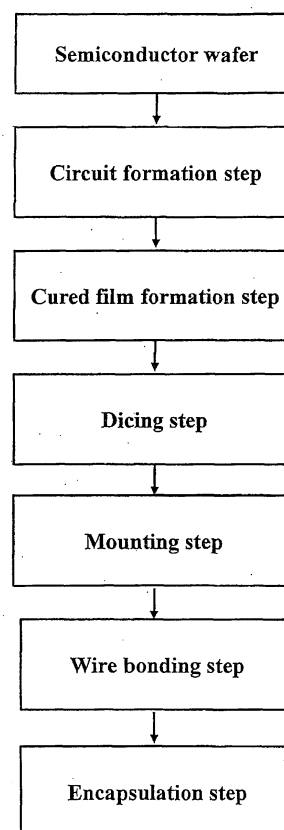 Semiconductor wafer
Circuit formation step
Cured film formation step
Dicing step
Mounting step
Wire bonding step
Encapsulation step